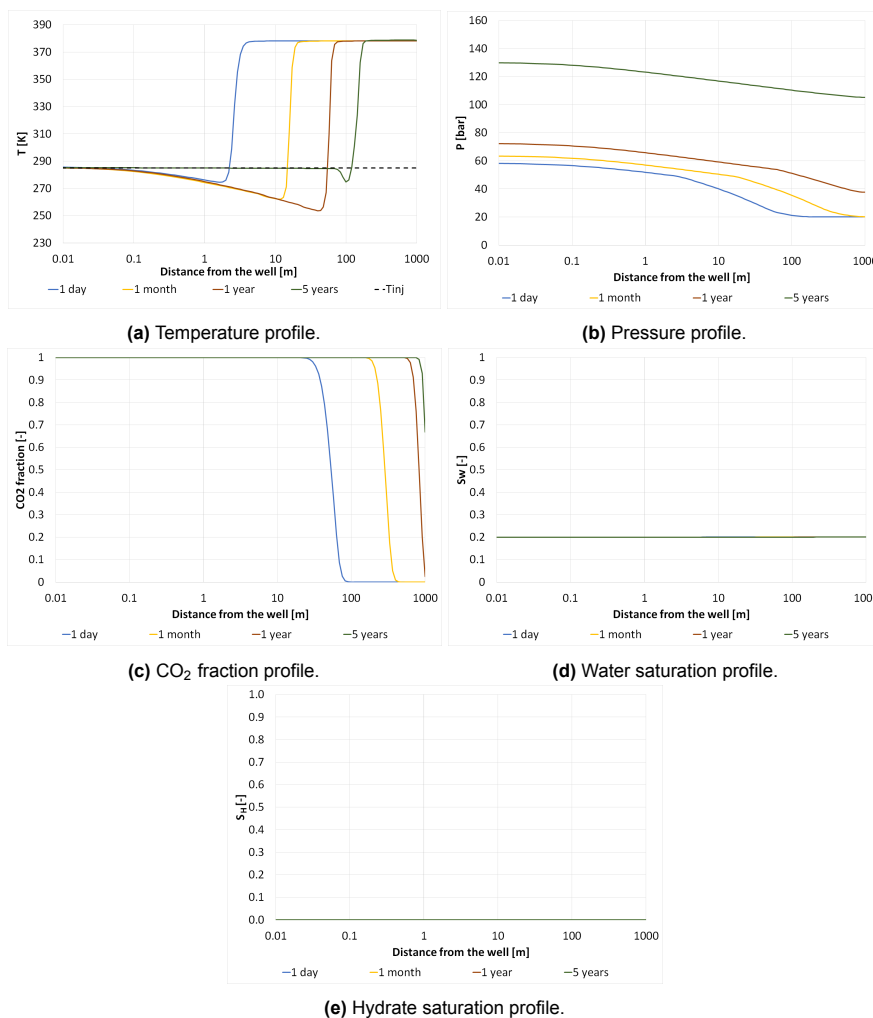 390
370
350
330
310
290
270
250
230
T [K]
0.01 0.1 1 10 100 1000
Distance from the well [m]
1 day 1 month 1 year 5 years Tinj
(a) Temperature profile.
160
140
120
100
80
60
40
20
0
P [bar]
0.01 0.1 1 10 100 1000
Distance from the well [m]
1 day 1 month 1 year 5 years
(b) Pressure profile.
1
0.9
0.8
0.7
0.6
0.5
0.4
0.3
0.2
0.1
0
CO2 fraction [-]
0.01 0.1 1 10 100 1000
Distance from the well [m]
1 day 1 month 1 year 5 years
(c) CO₂ fraction profile.
1
0.9
0.8
0.7
0.6
0.5
0.4
0.3
0.2
0.1
0
Sw [-]
0.01 0.1 1 10 100 1000
Distance from the well [m]
1 day 1 month 1 year 5 years
(d) Water saturation profile.
1.0
0.9
0.8
0.7
0.6
0.5
0.4
0.3
0.2
0.1
0.0
S_H [-]
0.01 0.1 1 10 100 1000
Distance from the well [m]
1 day 1 month 1 year 5 years
(e) Hydrate saturation profile.